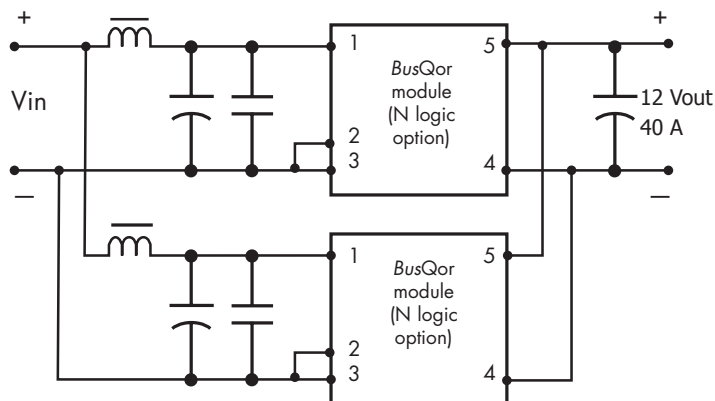 +
Vin
—
1
2
3
BusQor
module
(N logic
option)
5
4
+
12 Vout
40 A
—
1
2
3
BusQor
module
(N logic
option)
5
4